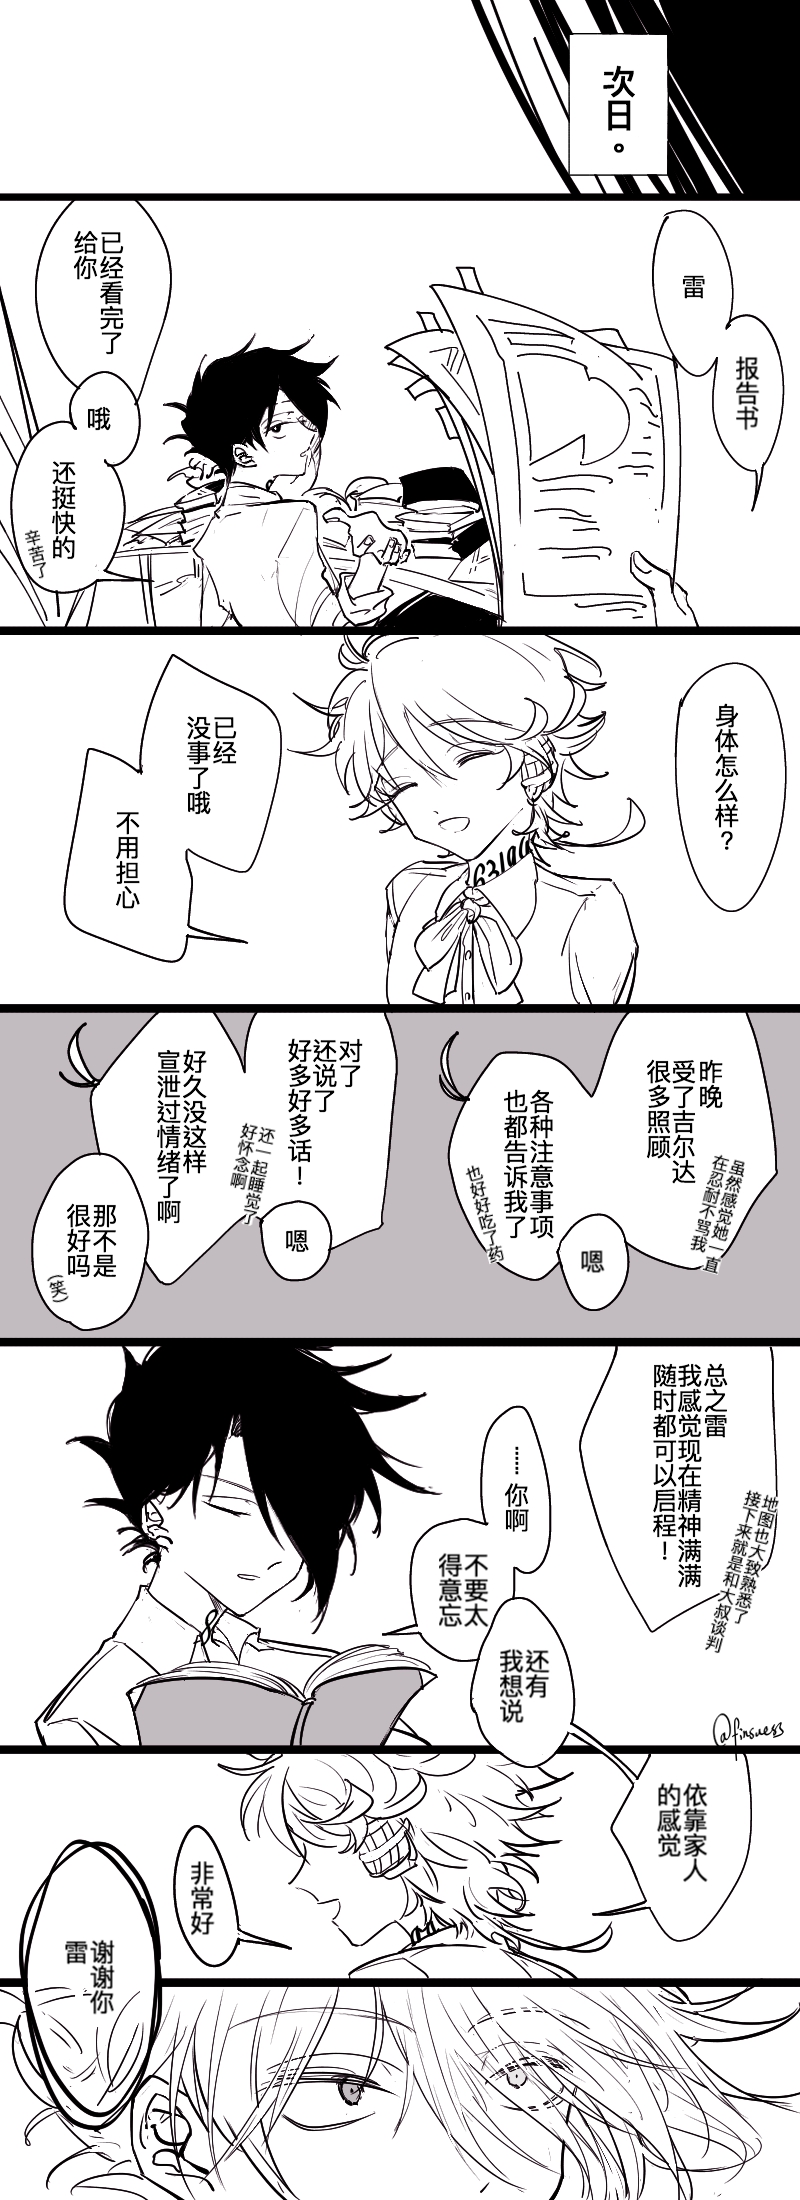 次日。
雷
报告书
已经看完了
给你
哦
还挺快的
辛苦了
身体怎么样?
已经
没事了哦
不用担心
63194
昨晚
受了吉尔达
很多照顾
虽然感觉她一直
在忍耐不骂我
各种注意事项
也都告诉我了
也好好吃了药
嗯
对了
还说了
好多好多话!
还一起睡觉了
好怀念啊
好久没这样
宣泄过情绪了啊
嗯
那不是
很好吗
(笑)
总之雷
我感觉现在精神满满
随时都可以启程!
地图也大致熟悉了
接下来就是和大叔谈判
……你啊
不要太
得意忘
还有
我想说
@finsuess
依靠家人
的感觉
非常好
谢谢你
雷